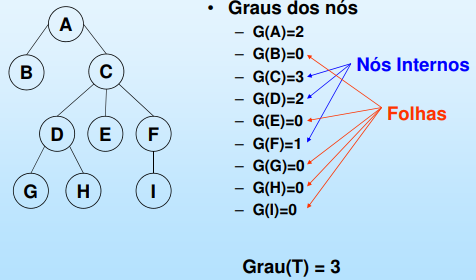 A
B
C
D
E
F
G
H
I
• Graus dos nós
– G(A)=2
– G(B)=0
– G(C)=3
– G(D)=2
– G(E)=0
– G(F)=1
– G(G)=0
– G(H)=0
– G(I)=0
Nós Internos
Folhas
Grau(T) = 3